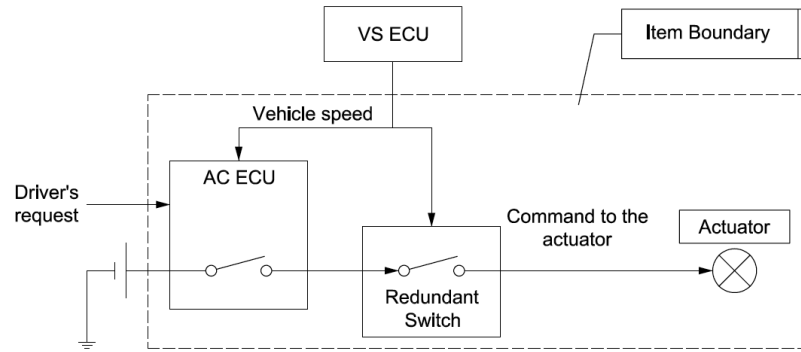 VS ECU
Item Boundary
Vehicle speed
AC ECU
Driver's
request
Command to the
actuator
Actuator
Redundant
Switch